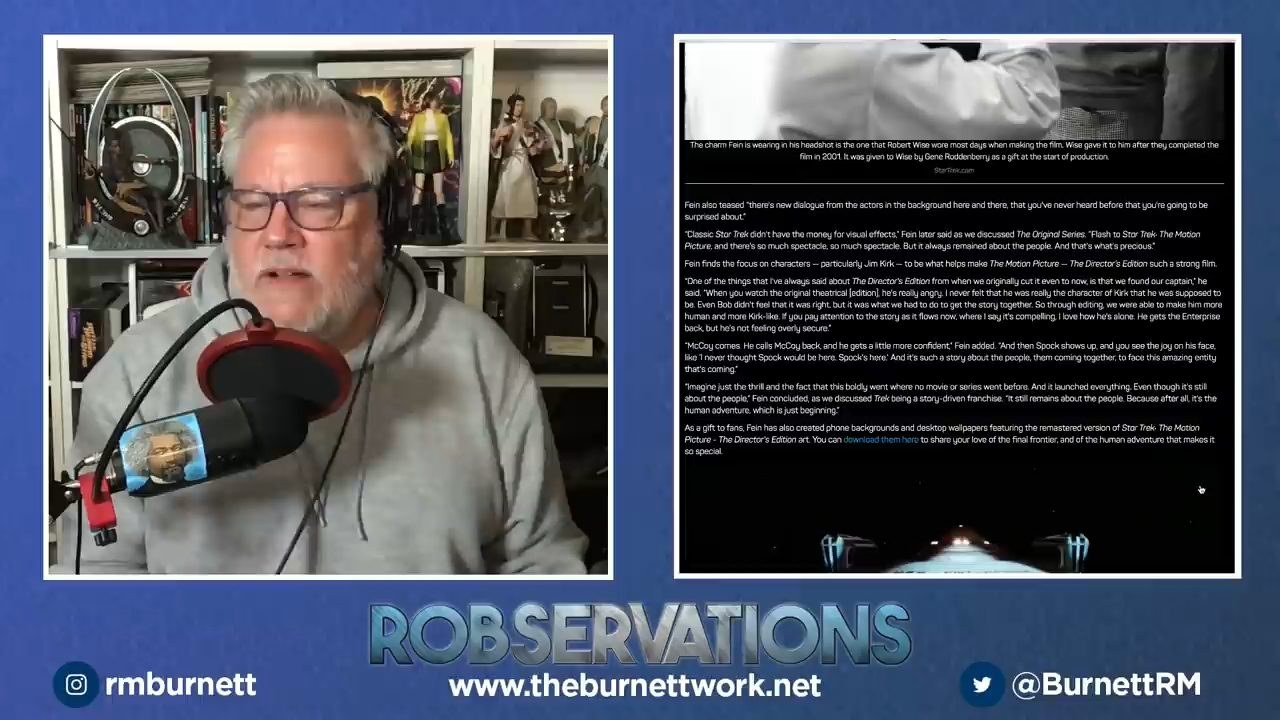 The charm Fein is wearing in his headshot is the one that Robert Wise wore most days when making the film. Wise gave it to him after they completed the
film in 2001. It was given to Wise by Gene Roddenberry as a gift at the start of production.
StarTrek.com
Fein also teased "there's new dialogue from the actors in the background here and there, that you've never heard before that you're going to be
surprised about."
"Classic Star Trek didn't have the money for visual effects," Fein later said as we discussed The Original Series. "Flash to Star Trek: The Motion
Picture, and there's so much spectacle, so much spectacle. But it always remained about the people. And that's what's precious."
Fein finds the focus on characters — particularly Jim Kirk — to be what helps make The Motion Picture — The Director's Edition such a strong film.
"One of the things that I've always said about The Director's Edition from when we originally cut it even to now, is that we found our captain," he
said. "When you watch the original theatrical [edition], he's really angry. I never felt that he was really the character of Kirk that he was supposed to
be. Even Bob didn't feel that it was right, but it was what we had to do to get the story together. So through editing, we were able to make him more
human and more Kirk-like. If you pay attention to the story as it flows now, where I say it's compelling, I love how he's alone. He gets the Enterprise
back, but he's not feeling overly secure."
"McCoy comes. He calls McCoy back, and he gets a little more confident," Fein added. "And then Spock shows up, and you see the joy on his face,
like 'I never thought Spock would be here. Spock's here.' And it's such a story about the people, them coming together, to face this amazing entity
that's coming."
"Imagine just the thrill and the fact that this boldly went where no movie or series went before. And it launched everything. Even though it's still
about the people," Fein concluded, as we discussed Trek being a story-driven franchise. "It still remains about the people. Because after all, it's the
human adventure, which is just beginning."
As a gift to fans, Fein has also created phone backgrounds and desktop wallpapers featuring the remastered version of Star Trek: The Motion
Picture - The Director's Edition art. You can download them here to share your love of the final frontier, and of the human adventure that makes it
so special.
ROBSERVATIONS
rmburnett
www.theburnettwork.net
@BurnettRM